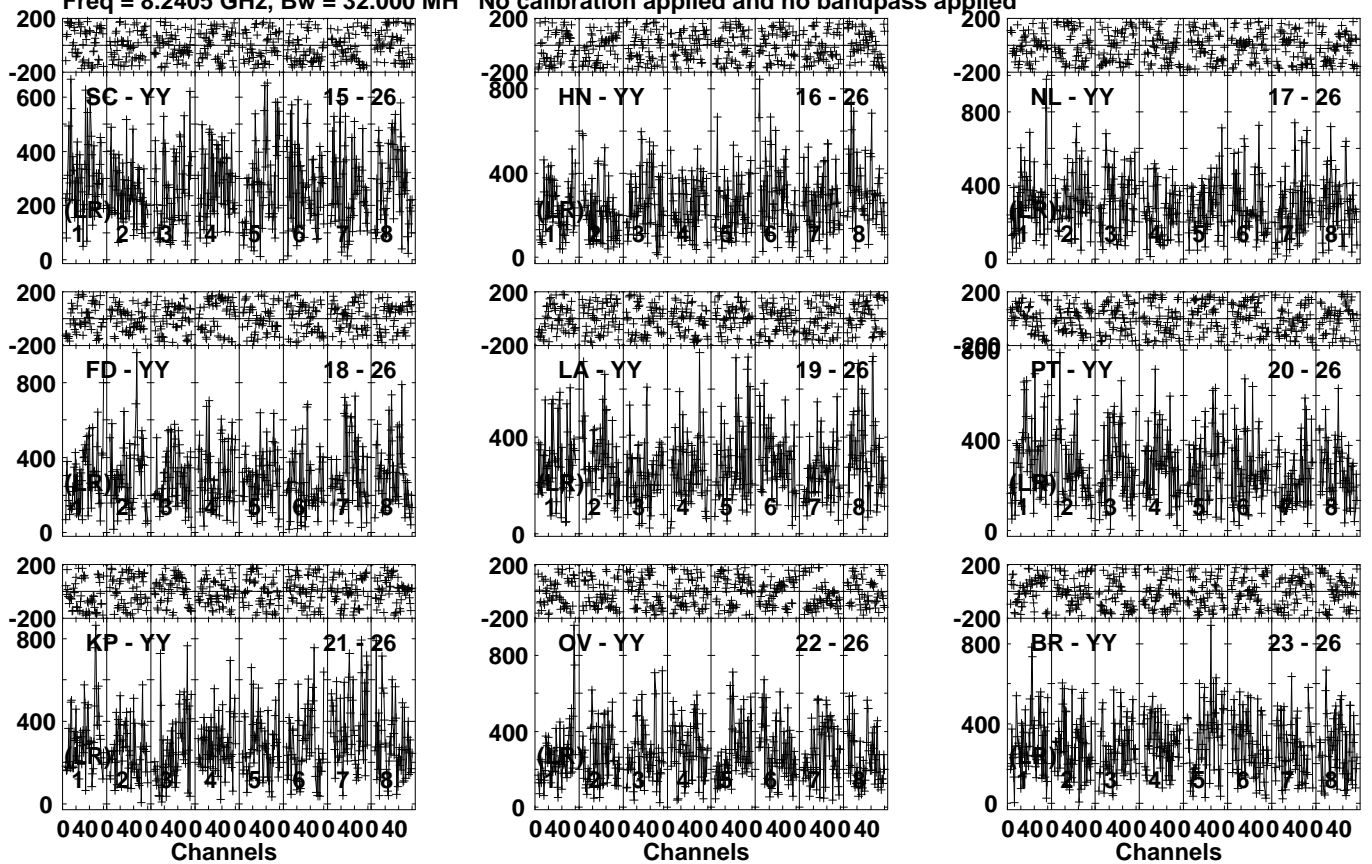 Freq = 8.2405 GHz, Bw = 32.000 MH No calibration applied and no bandpass applied
200 200 200
-200 -200 -200
SC - YY 15 - 26 HN - YY 16 - 26 NL - YY 17 - 26
600 800 800
400 400 400
200
(LR) (LR) (LR)
1 2 3 4 5 6 7 8 1 2 3 4 5 6 7 8 1 2 3 4 5 6 7 8
0 0 0
200 200 200
-200 -200 -200
FD - YY 18 - 26 LA - YY 19 - 26 PT - YY 20 - 26
800 800
400 400 400
(LR) (LR) (LR)
1 2 3 4 5 6 7 8 1 2 3 4 5 6 7 8 1 2 3 4 5 6 7 8
0 0 0
200 200 200
-200 -200 -200
KP - YY 21 - 26 OV - YY 22 - 26 BR - YY 23 - 26
800 800 800
400 400 400
(LR) (LR) (LR)
1 2 3 4 5 6 7 8 1 2 3 4 5 6 7 8 1 2 3 4 5 6 7 8
0 0 0
0 40 0 40 0 40 0 40 0 40 0 40 0 40 0 40 0 40 0 40 0 40 0 40 0 40 0 40 0 40 0 40 0 40 0 40 0 40 0 40 0 40 0 40 0 40 0 40
Channels Channels Channels